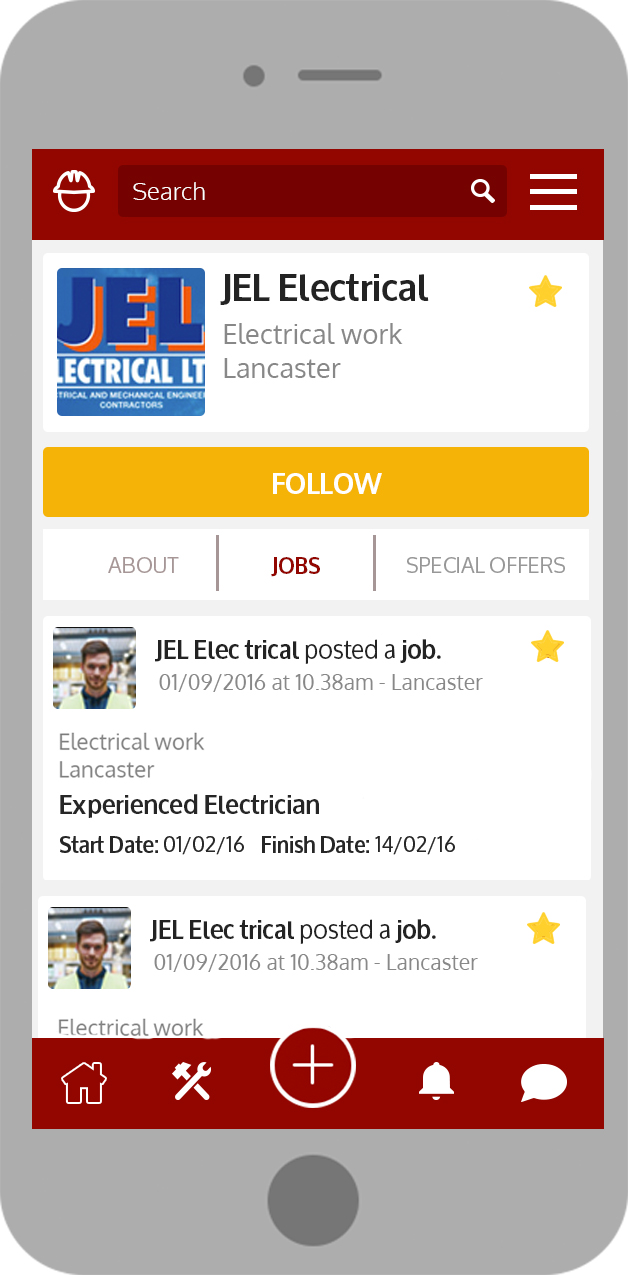 Search
JEL
LECTRICAL LT
TRICAL AND MECHANICAL ENGINEE
CONTRACTORS
JEL Electrical
Electrical work
Lancaster
FOLLOW
ABOUT
JOBS
SPECIAL OFFERS
JEL Elec trical posted a job.
01/09/2016 at 10.38am - Lancaster
Electrical work
Lancaster
Experienced Electrician
Start Date: 01/02/16 Finish Date: 14/02/16
JEL Elec trical posted a job.
01/09/2016 at 10.38am - Lancaster
Electrical work